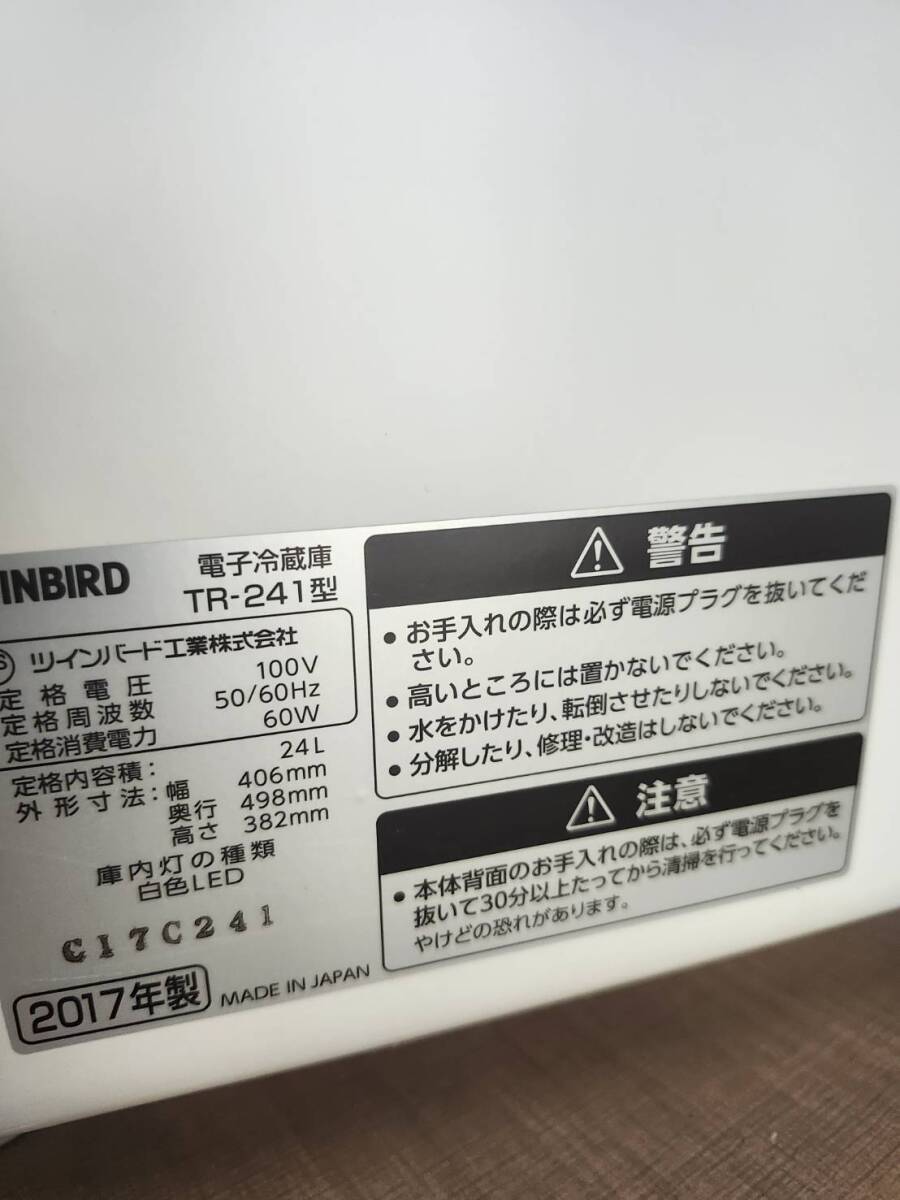 INBIRD
電子冷蔵庫
TR-241型
ツインバード工業株式会社
定格電圧 100V
定格周波数 50/60Hz
定格消費電力 60W
定格内容積: 24L
外形寸法: 幅 406mm
奥行 498mm
高さ 382mm
庫内灯の種類
白色LED
C17C241
2017年製 MADE IN JAPAN
警告
• お手入れの際は必ず電源プラグを抜いてくだ
さい。
• 高いところには置かないでください。
• 水をかけたり、転倒させたりしないでください。
• 分解したり、修理・改造はしないでください。
注意
• 本体背面のお手入れの際は、必ず電源プラグを
抜いて30分以上たってから清掃を行ってください。
やけどの恐れがあります。